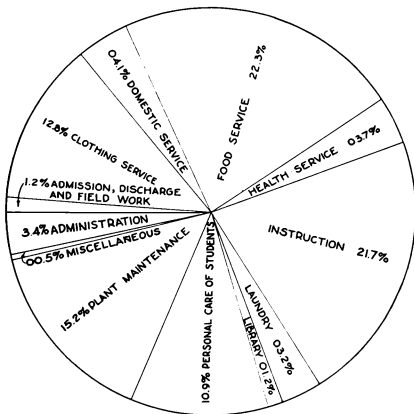 04.1% DOMESTIC SERVICE
22.3%
FOOD SERVICE
HEALTH SERVICE 03.7%
INSTRUCTION 21.7%
LAUNDRY 03.2%
LIBRARY 01.2%
10.9% PERSONAL CARE OF STUDENTS
15.2% PLANT MAINTENANCE
00.5% MISCELLANEOUS
3.4% ADMINISTRATION
1.2% ADMISSION, DISCHARGE
AND FIELD WORK
12.8% CLOTHING SERVICE